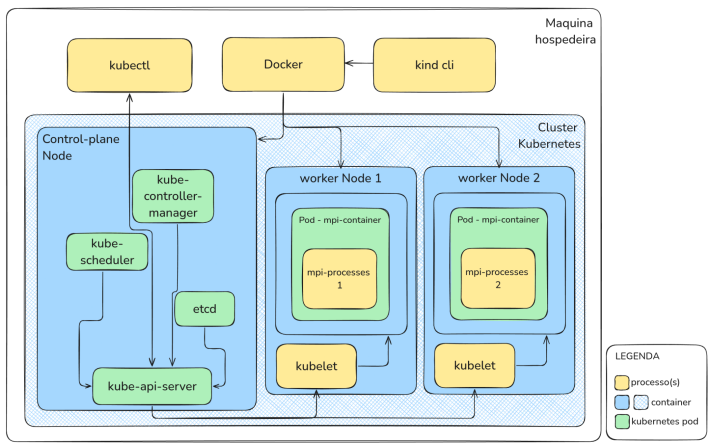 Maquina
hospedeira
kubectl
Docker
kind cli
Cluster
Kubernetes
Control-plane
Node
kube-
controller-
manager
kube-
scheduler
etcd
kube-api-server
worker Node 1
Pod - mpi-container
mpi-processes
1
kubelet
worker Node 2
Pod - mpi-container
mpi-processes
2
kubelet
LEGENDA
processo(s)
container
kubernetes pod